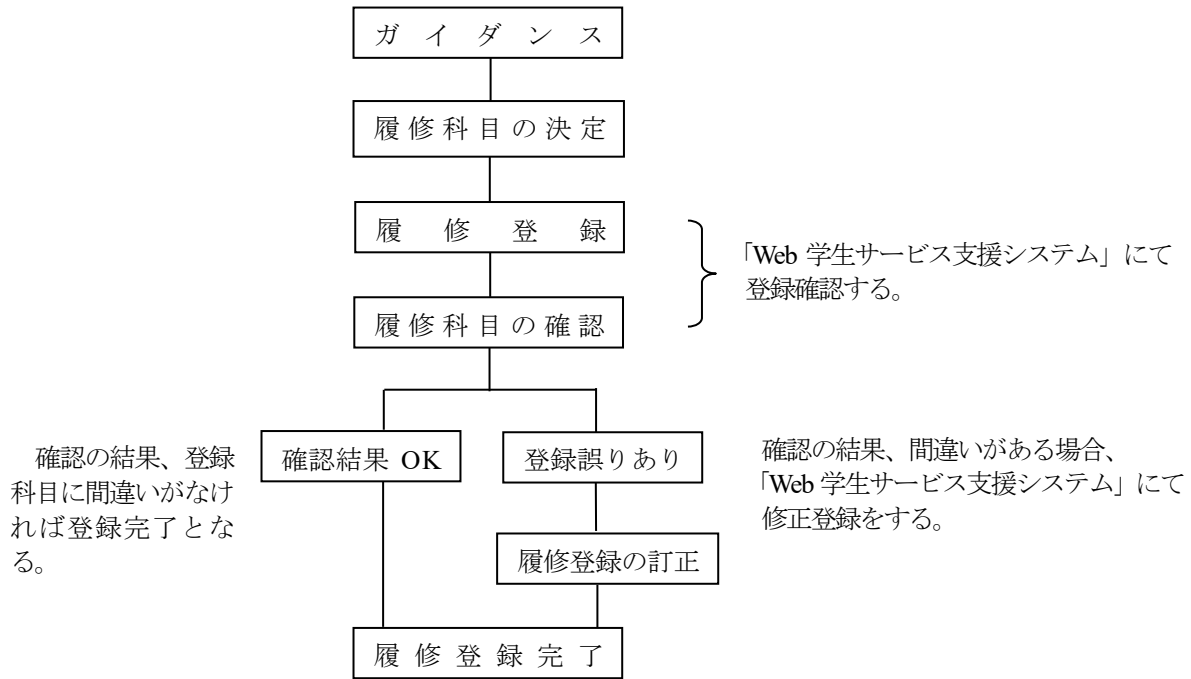 ガイダンス
履修科目の決定
履修登録
履修科目の確認
「Web 学生サービス支援システム」にて
登録確認する。
確認結果 OK
登録誤りあり
確認の結果、登録
科目に間違いがなけ
れば登録完了とな
る。
確認の結果、間違いがある場合、
「Web 学生サービス支援システム」にて
修正登録をする。
履修登録の訂正
履修登録完了